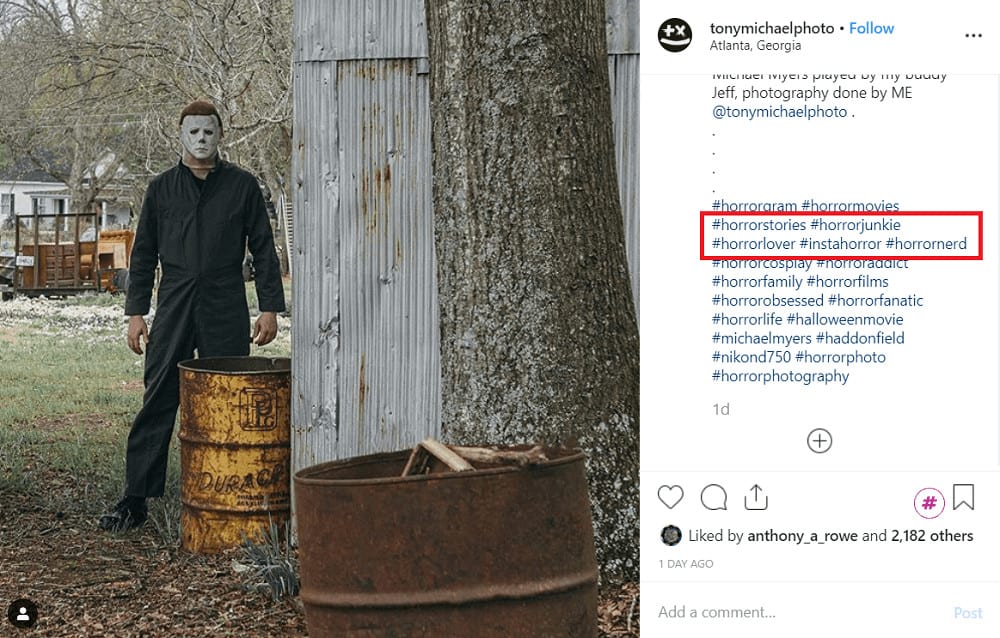 tonymichaelphoto • Follow
Atlanta, Georgia
Michael Myers played by my buddy
Jeff, photography done by ME
@tonymichaelphoto .
.
.
.
.
#horrorgram #horrormovies
#horrorstories #horrorjunkie
#horrorlover #instahorror #horrornerd
#horrorcosplay #horroraddict
#horrorfamily #horrorfilms
#horrorobsessed #horrorfanatic
#horrorlife #halloweenmovie
#michaelmyers #haddonfield
#nikond750 #horrorphoto
#horrorphotography
1d
#
Liked by anthony_a_rowe and 2,182 others
1 DAY AGO
Add a comment... Post